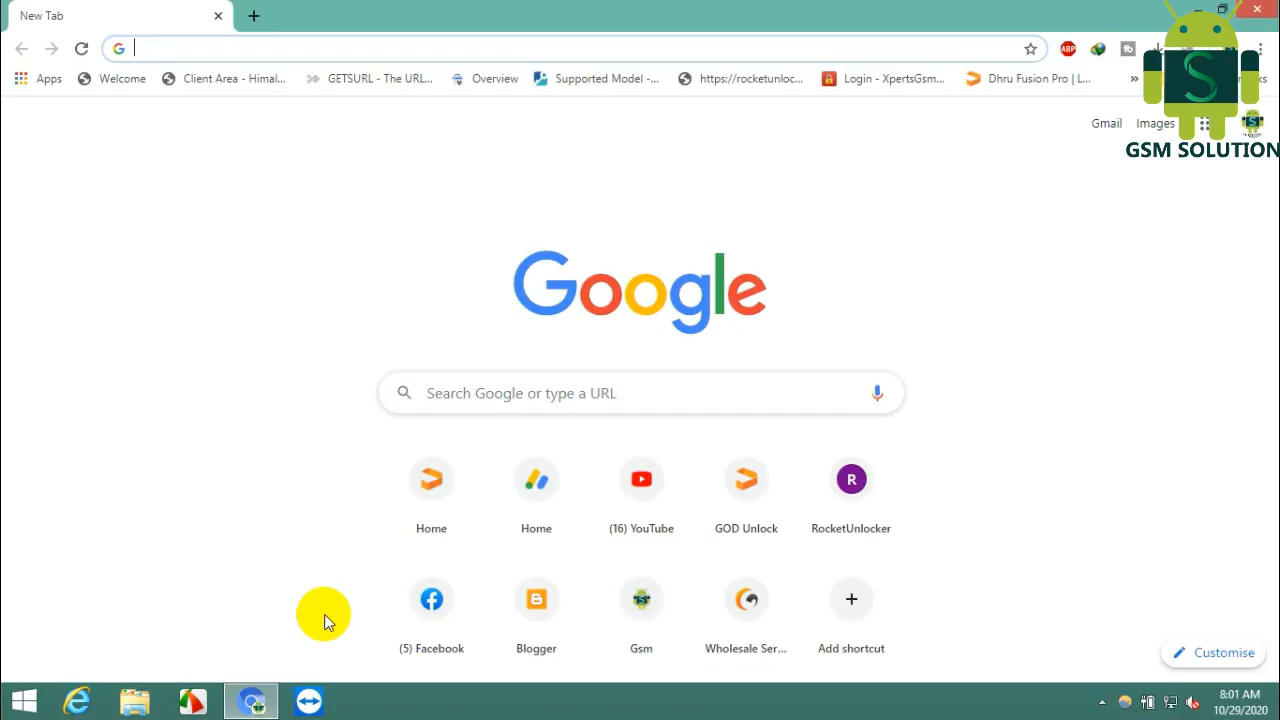 New Tab
Apps Welcome Client Area - Himal... GETSURL - The URL... Overview Supported Model -... https://rocketunloc... Login - XpertsGsm... Dhru Fusion Pro | L... »
ABP
Gmail Images
S
GSM SOLUTION
Google
Search Google or type a URL
R
Home Home (16) YouTube GOD Unlock RocketUnlocker
(5) Facebook Blogger Gsm Wholesale Ser... Add shortcut
Customise
8:01 AM
10/29/2020